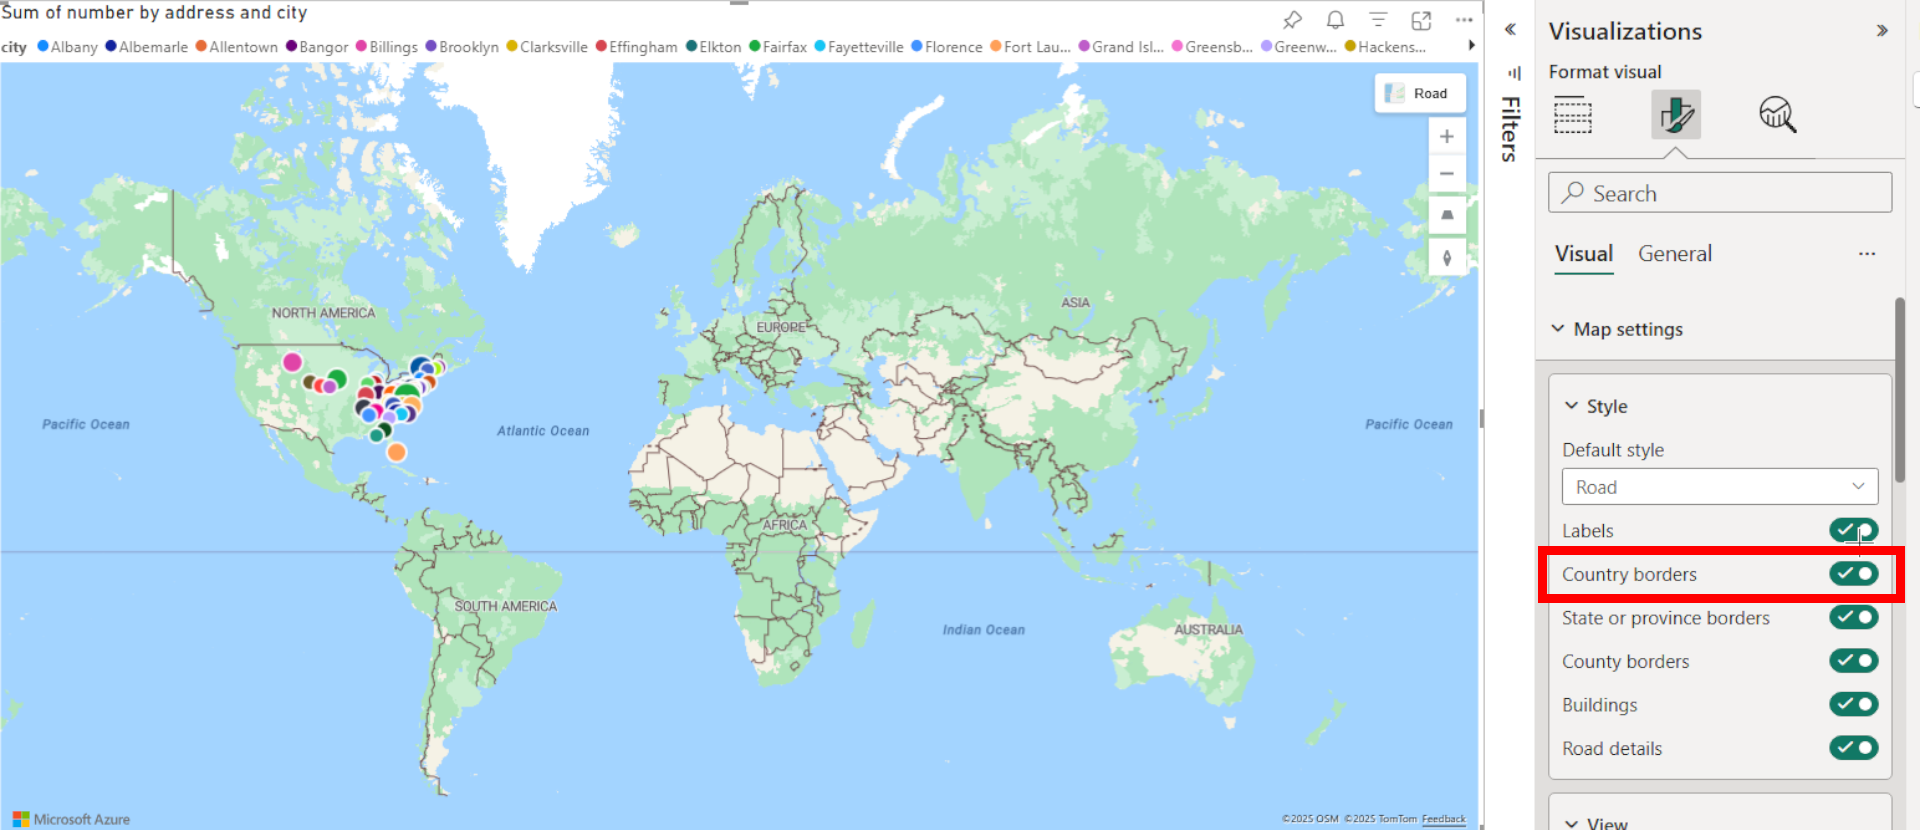 Sum of number by address and city
city Albany Albemarle Allentown Bangor Billings Brooklyn Clarksville Effingham Elkton Fairfax Fayetteville Florence Fort Lau... Grand Isl... Greensb... Greenw... Hackens...
Road
NORTH AMERICA
EUROPE
ASIA
Pacific Ocean
Atlantic Ocean
Pacific Ocean
AFRICA
SOUTH AMERICA
Indian Ocean
AUSTRALIA
Microsoft Azure
©2025 OSM ©2025 TomTom Feedback
Filters
Visualizations
Format visual
Search
Visual General
Map settings
Style
Default style
Road
Labels
Country borders
State or province borders
County borders
Buildings
Road details
View